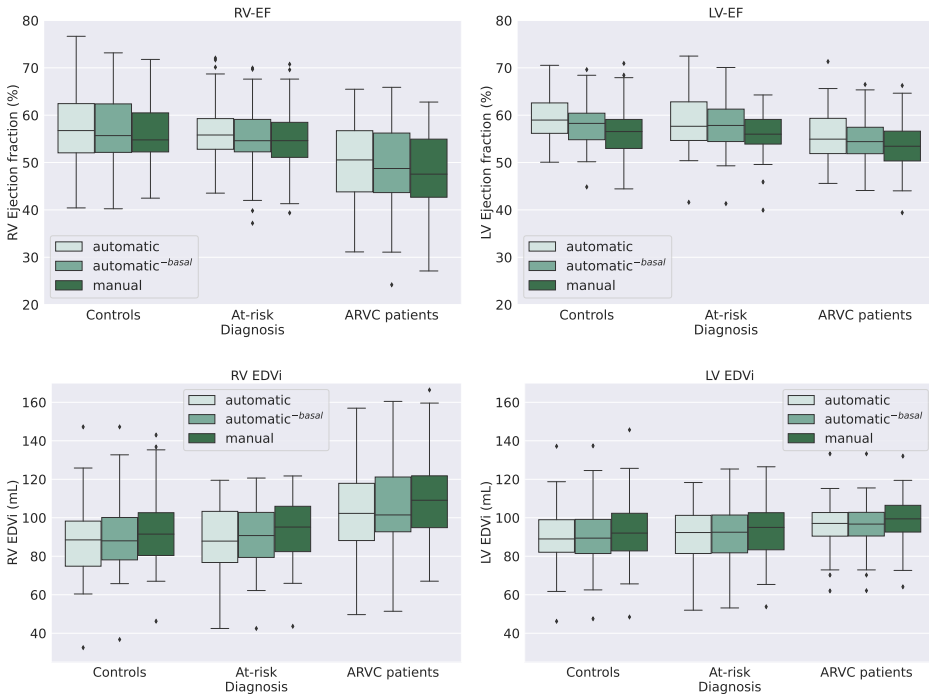 RV-EF
80
70
60
50
40
30
20
RV Ejection fraction (%)
automatic
automatic^-basal
manual
Controls At-risk ARVC patients
Diagnosis
LV-EF
80
70
60
50
40
30
20
LV Ejection fraction (%)
automatic
automatic^-basal
manual
Controls At-risk ARVC patients
Diagnosis
RV EDVi
160
140
120
100
80
60
40
RV EDVi (mL)
automatic
automatic^-basal
manual
Controls At-risk ARVC patients
Diagnosis
LV EDVi
160
140
120
100
80
60
40
LV EDVi (mL)
automatic
automatic^-basal
manual
Controls At-risk ARVC patients
Diagnosis